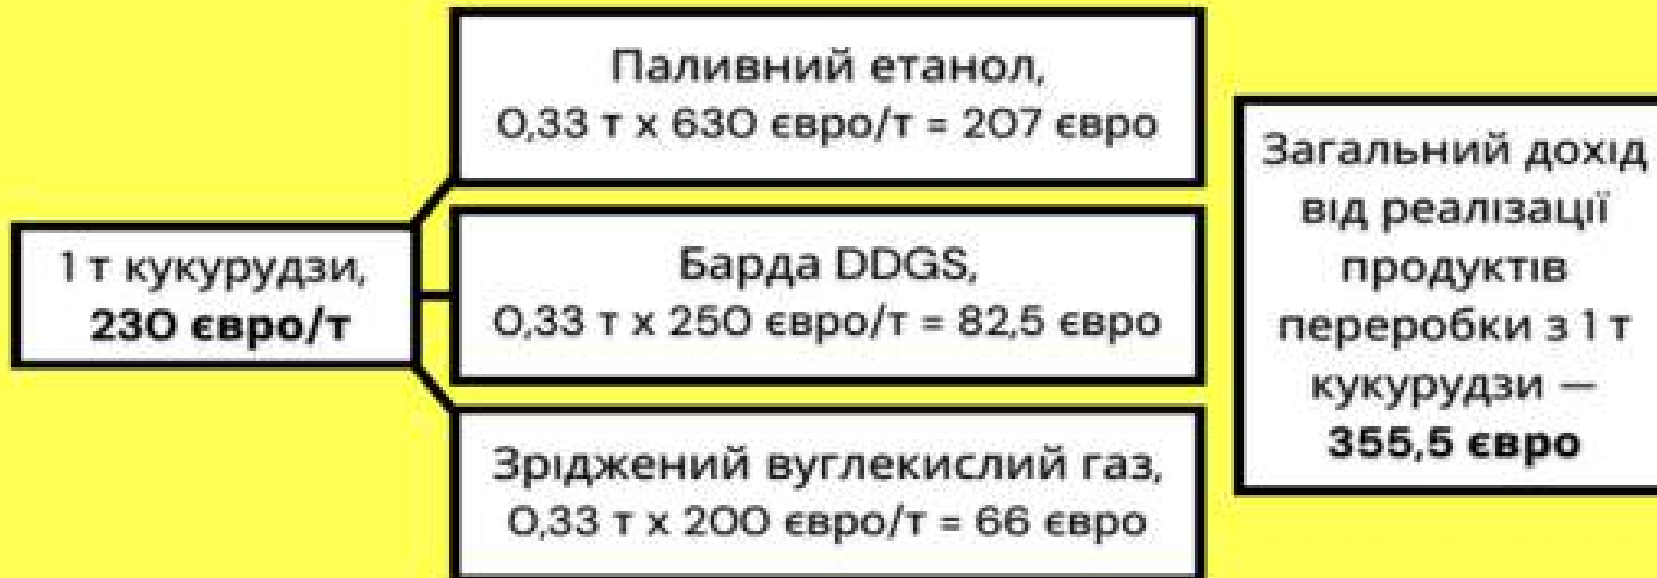 1 т кукурудзи,
230 євро/т
Паливний етанол,
0,33 т х 630 євро/т = 207 євро
Барда DDGS,
0,33 т х 250 євро/т = 82,5 євро
Зріджений вуглекислий газ,
0,33 т х 200 євро/т = 66 євро
Загальний дохід
від реалізації
продуктів
переробки з 1 т
кукурудзи —
355,5 євро